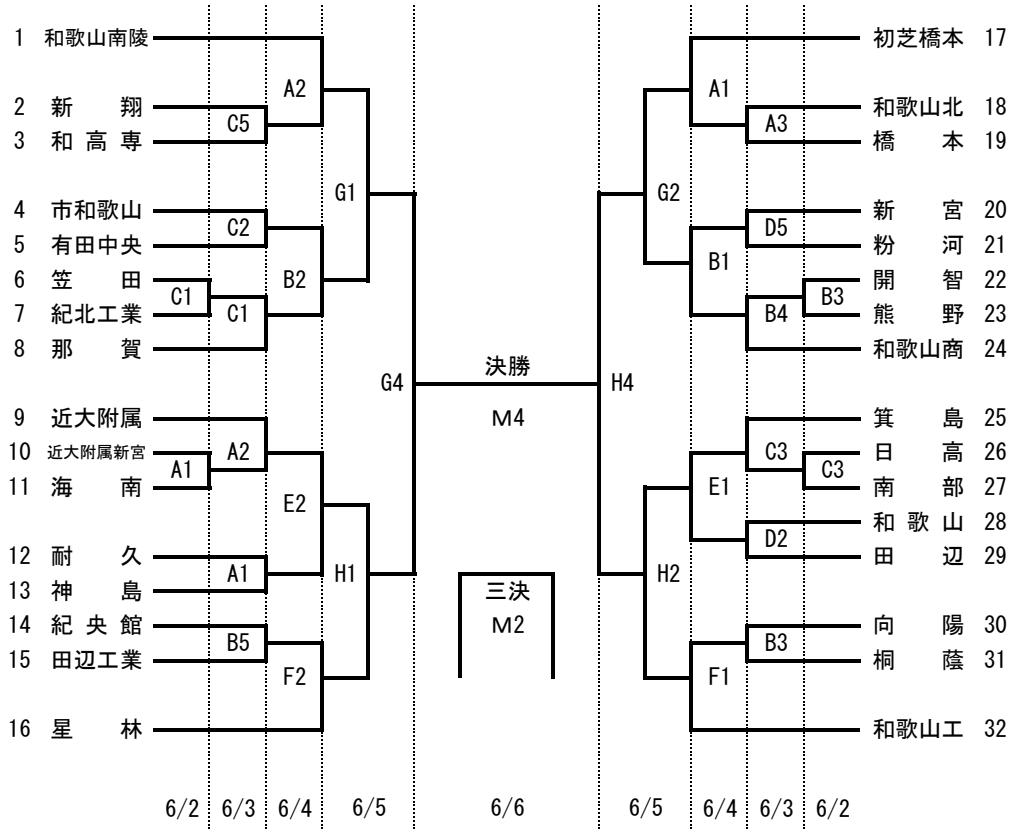 1 和歌山南陵
2 新翔
3 和高専
4 市和歌山
5 有田中央
6 笠田
7 紀北工業
8 那賀
9 近大附属
10 近大附属新宮
11 海南
12 耐久
13 神島
14 紀央館
15 田辺工業
16 星林
A2
C5
G1
C2
B2
C1
C1
G4
A2
A1
E2
A1
H1
B5
F2
決勝
M4
三決
M2
A1
A3
G2
D5
B1
B3
B4
H4
C3
C3
E1
D2
H2
B3
F1
初芝橋本 17
和歌山北 18
橋本 19
新宮 20
粉河 21
開智 22
熊野 23
和歌山商 24
箕島 25
日高 26
南部 27
和歌山 28
田辺 29
向陽 30
桐蔭 31
和歌山工 32
6/2 6/3 6/4 6/5 6/6 6/5 6/4 6/3 6/2